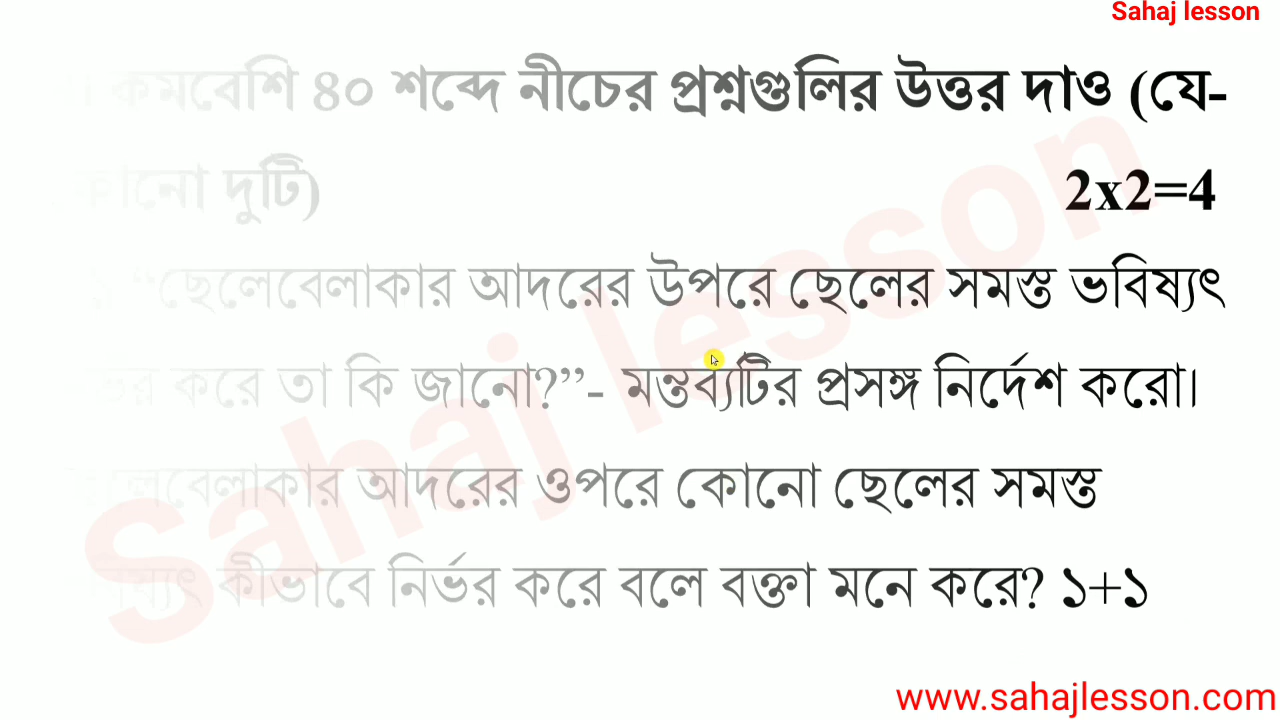 Sahaj lesson
কমবেশি ৪০ শব্দে নীচের প্রশ্নগুলির উত্তর দাও (যে-
কোনো দুটি) 2x2=4
“ছেলেবেলাকার আদরের উপরে ছেলের সমস্ত ভবিষ্যৎ
নির্ভর করে তা কি জানো?”- মন্তব্যটির প্রসঙ্গ নির্দেশ করো।
ছেলেবেলাকার আদরের ওপরে কোনো ছেলের সমস্ত
ভবিষ্যৎ কীভাবে নির্ভর করে বলে বক্তা মনে করে? ১+১
Sahaj lesson
www.sahajlesson.com